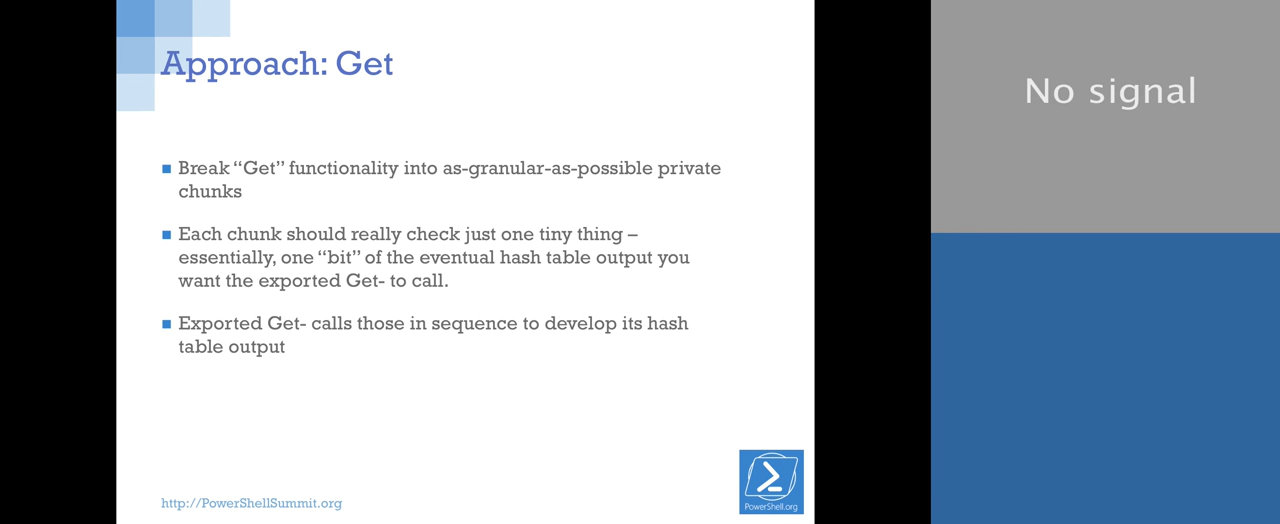 Approach: Get
Break “Get” functionality into as-granular-as-possible private
chunks
Each chunk should really check just one tiny thing –
essentially, one “bit” of the eventual hash table output you
want the exported Get- to call.
Exported Get- calls those in sequence to develop its hash
table output
http://PowerShellSummit.org
PowerShell.org
No signal